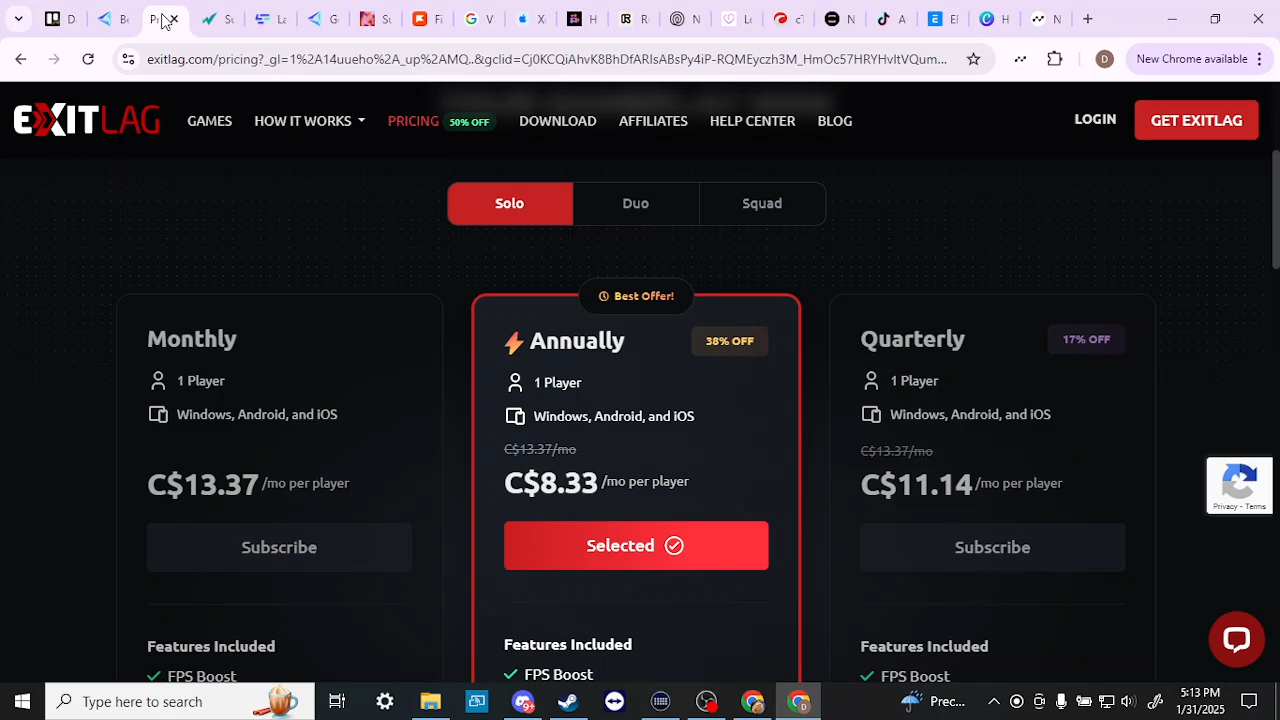 exitlag.com/pricing?_gl=1%2A14uueho%2A_up%2AMQ..&gclid=Cj0KCQiAhvK8BhDfARIsABsPy4iP-RQMEyczh3M_HmOc57HRYHvItVQum...
D
New Chrome available
EXITLAG
GAMES
HOW IT WORKS
PRICING
50% OFF
DOWNLOAD
AFFILIATES
HELP CENTER
BLOG
LOGIN
GET EXITLAG
Solo
Duo
Squad
Monthly
1 Player
Windows, Android, and iOS
C$13.37 /mo per player
Subscribe
Features Included
FPS Boost
Best Offer!
Annually
38% OFF
1 Player
Windows, Android, and iOS
C$13.37/mo
C$8.33 /mo per player
Selected
Features Included
FPS Boost
Quarterly
17% OFF
1 Player
Windows, Android, and iOS
C$13.37/mo
C$11.14 /mo per player
Subscribe
Features Included
FPS Boost
Privacy - Terms
Type here to search
9+
D
Prec...
3:13 PM
1/31/2025